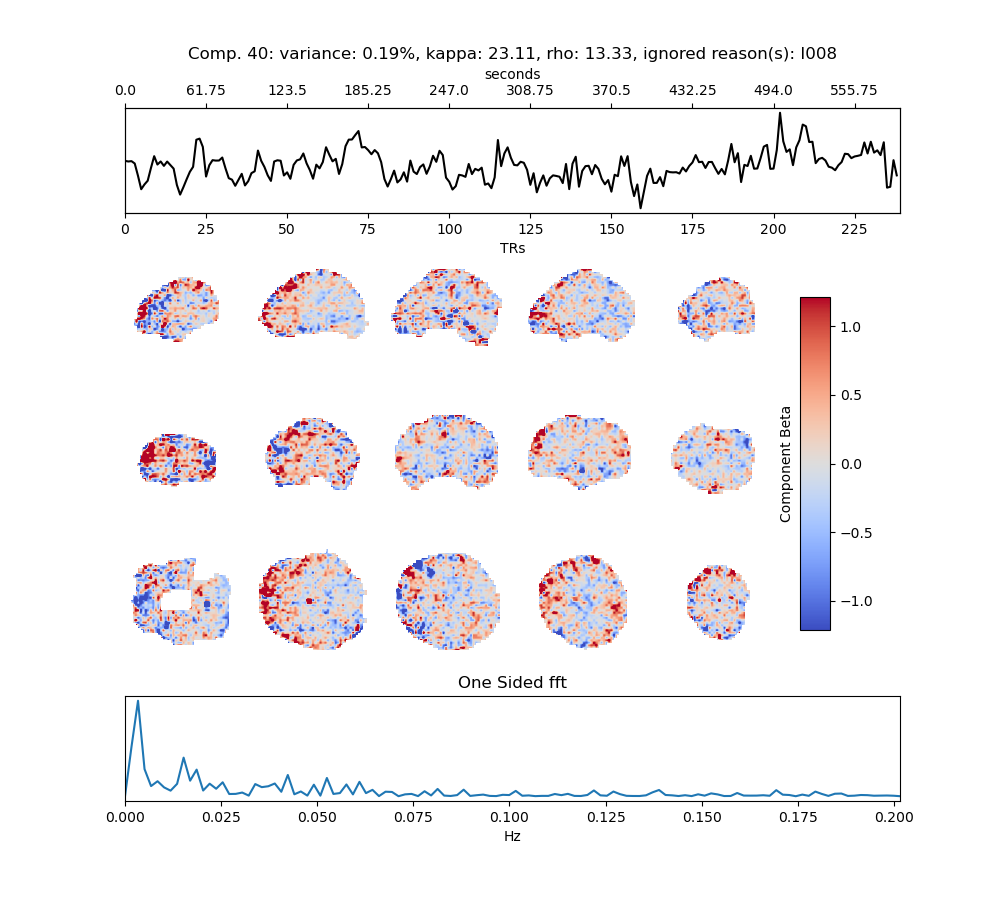 Comp. 40: variance: 0.19%, kappa: 23.11, rho: 13.33, ignored reason(s): I008
seconds
0.0 61.75 123.5 185.25 247.0 308.75 370.5 432.25 494.0 555.75
0 25 50 75 100 125 150 175 200 225
TRs
1.0
0.5
0.0
−0.5
−1.0
Component Beta
One Sided fft
0.000 0.025 0.050 0.075 0.100 0.125 0.150 0.175 0.200
Hz